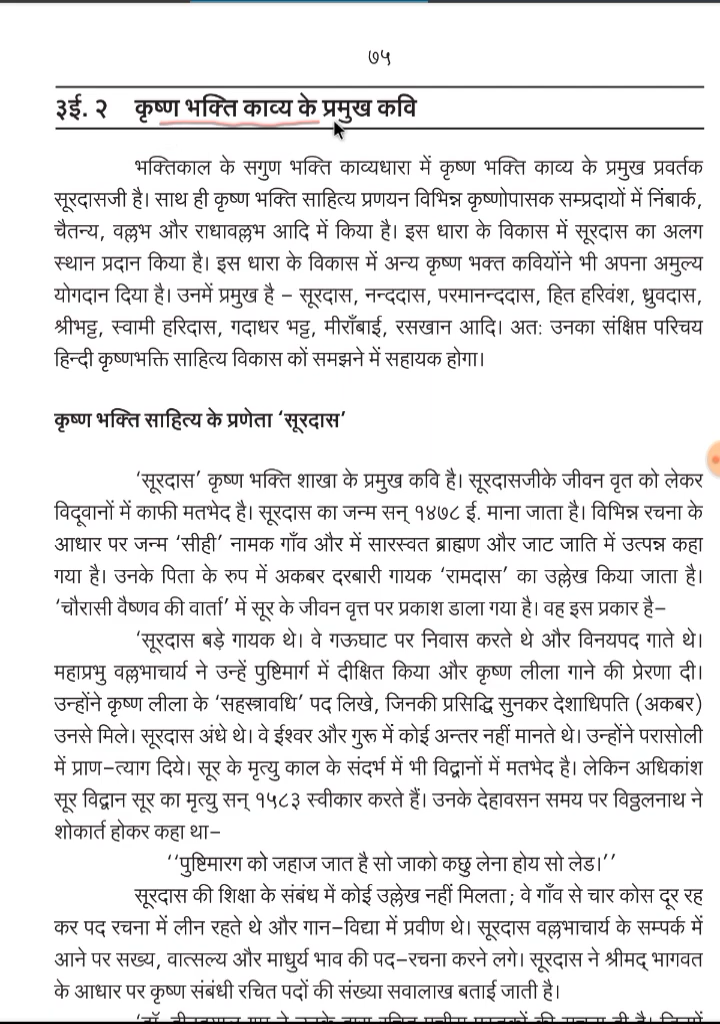 ७५
३ई. २ कृष्ण भक्ति काव्य के प्रमुख कवि
भक्तिकाल के सगुण भक्ति काव्यधारा में कृष्ण भक्ति काव्य के प्रमुख प्रवर्तक
सूरदासजी है। साथ ही कृष्ण भक्ति साहित्य प्रणयन विभिन्न कृष्णोपासक सम्प्रदायों में निंबार्क,
चैतन्य, वल्लभ और राधावल्लभ आदि में किया है। इस धारा के विकास में सूरदास का अलग
स्थान प्रदान किया है। इस धारा के विकास में अन्य कृष्ण भक्त कवियोंने भी अपना अमुल्य
योगदान दिया है। उनमें प्रमुख है – सूरदास, नन्ददास, परमानन्ददास, हित हरिवंश, ध्रुवदास,
श्रीभट्ट, स्वामी हरिदास, गदाधर भट्ट, मीराँबाई, रसखान आदि। अत: उनका संक्षिप्त परिचय
हिन्दी कृष्णभक्ति साहित्य विकास कों समझने में सहायक होगा।
कृष्ण भक्ति साहित्य के प्रणेता ‘सूरदास’
‘सूरदास’ कृष्ण भक्ति शाखा के प्रमुख कवि है। सूरदासजीके जीवन वृत को लेकर
विदूवानों में काफी मतभेद है। सूरदास का जन्म सन् १४७८ ई. माना जाता है। विभिन्न रचना के
आधार पर जन्म ‘सीही’ नामक गाँव और में सारस्वत ब्राह्मण और जाट जाति में उत्पन्न कहा
गया है। उनके पिता के रुप में अकबर दरबारी गायक ‘रामदास’ का उल्लेख किया जाता है।
‘चौरासी वैष्णव की वार्ता’ में सूर के जीवन वृत्त पर प्रकाश डाला गया है। वह इस प्रकार है–
‘सूरदास बड़े गायक थे। वे गऊघाट पर निवास करते थे और विनयपद गाते थे।
महाप्रभु वल्लभाचार्य ने उन्हें पुष्टिमार्ग में दीक्षित किया और कृष्ण लीला गाने की प्रेरणा दी।
उन्होंने कृष्ण लीला के ‘सहस्त्रावधि’ पद लिखे, जिनकी प्रसिद्धि सुनकर देशाधिपति (अकबर)
उनसे मिले। सूरदास अंधे थे। वे ईश्वर और गुरू में कोई अन्तर नहीं मानते थे। उन्होंने परासोली
में प्राण–त्याग दिये। सूर के मृत्यु काल के संदर्भ में भी विद्वानों में मतभेद है। लेकिन अधिकांश
सूर विद्वान सूर का मृत्यु सन् १५८३ स्वीकार करते हैं। उनके देहावसन समय पर विठ्ठलनाथ ने
शोकार्त होकर कहा था–
‘‘पुष्टिमारग को जहाज जात है सो जाको कछु लेना होय सो लेड।’’
सूरदास की शिक्षा के संबंध में कोई उल्लेख नहीं मिलता; वे गाँव से चार कोस दूर रह
कर पद रचना में लीन रहते थे और गान–विद्या में प्रवीण थे। सूरदास वल्लभाचार्य के सम्पर्क में
आने पर सख्य, वात्सल्य और माधुर्य भाव की पद–रचना करने लगे। सूरदास ने श्रीमद् भागवत
के आधार पर कृष्ण संबंधी रचित पदों की संख्या सवालाख बताई जाती है।